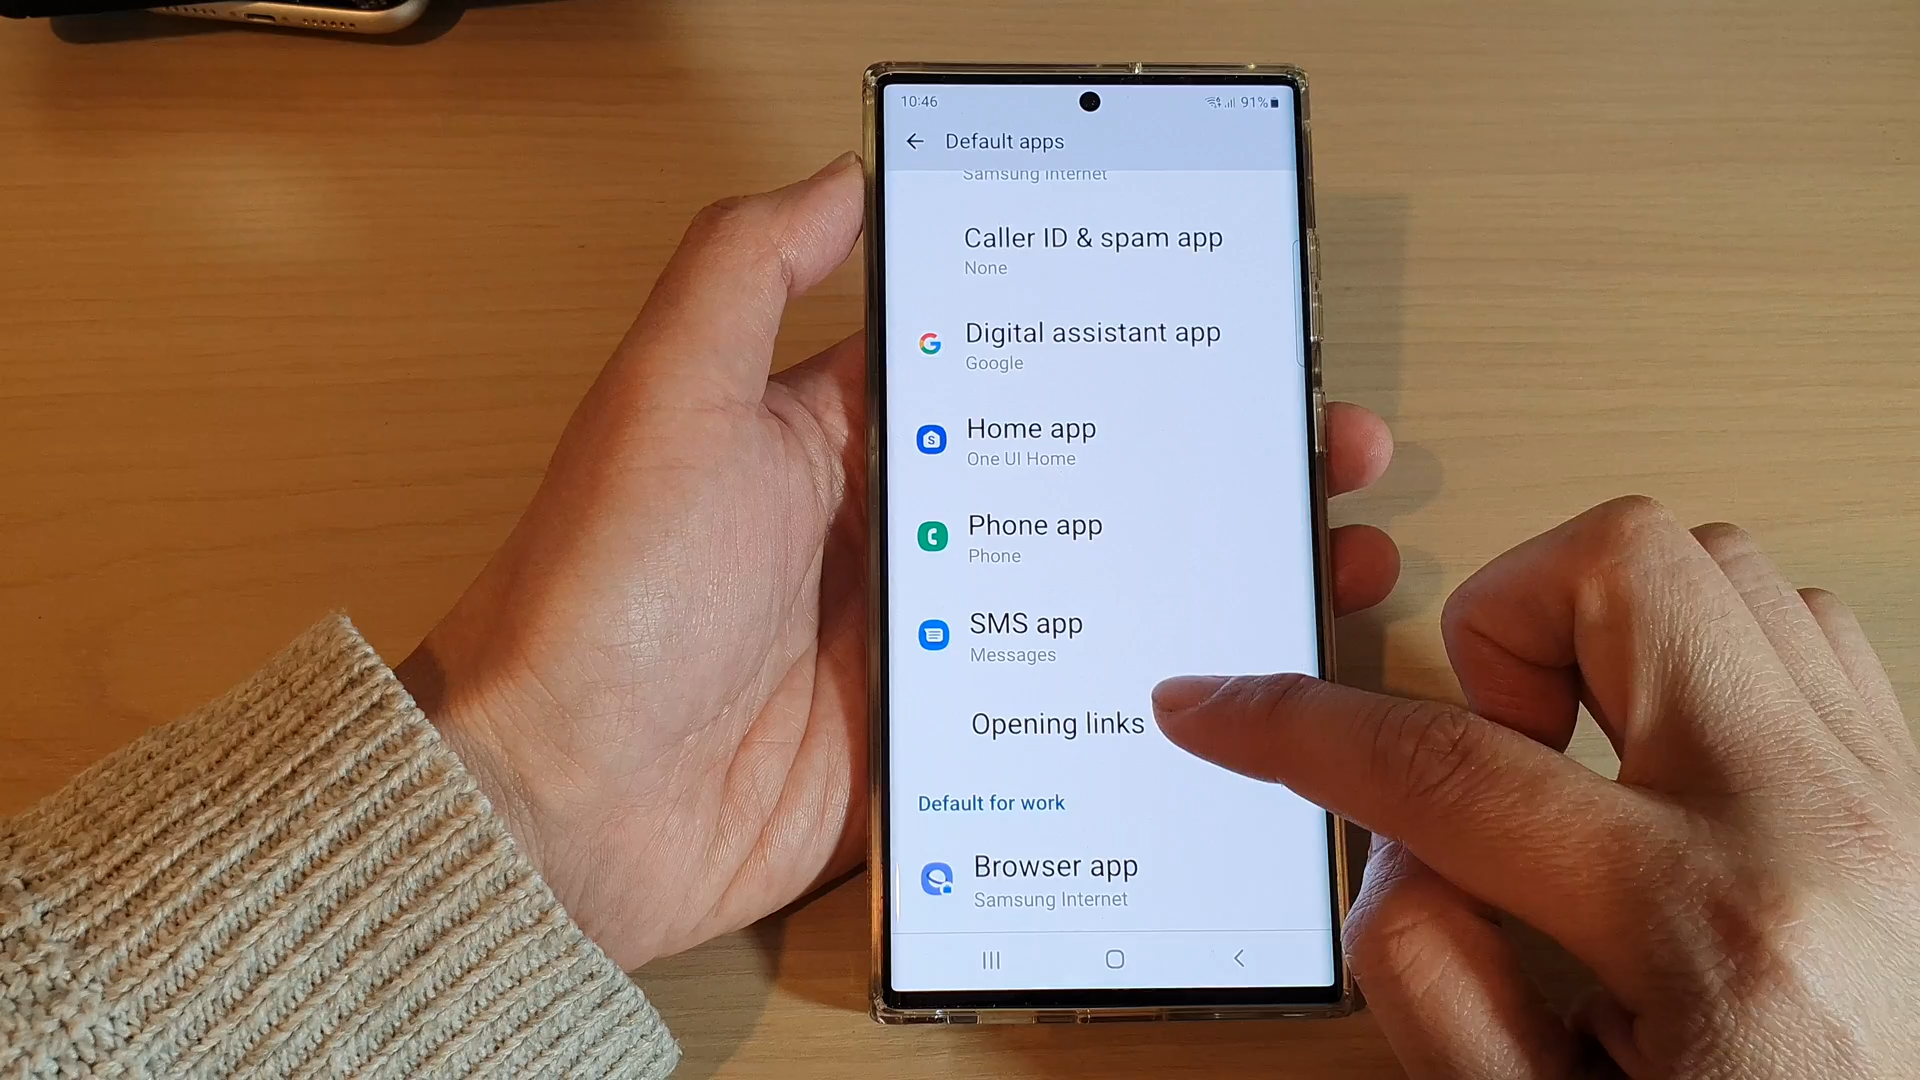 10:46
91%
Default apps
Samsung Internet
Caller ID & spam app
None
Digital assistant app
Google
Home app
One UI Home
Phone app
Phone
SMS app
Messages
Opening links
Default for work
Browser app
Samsung Internet